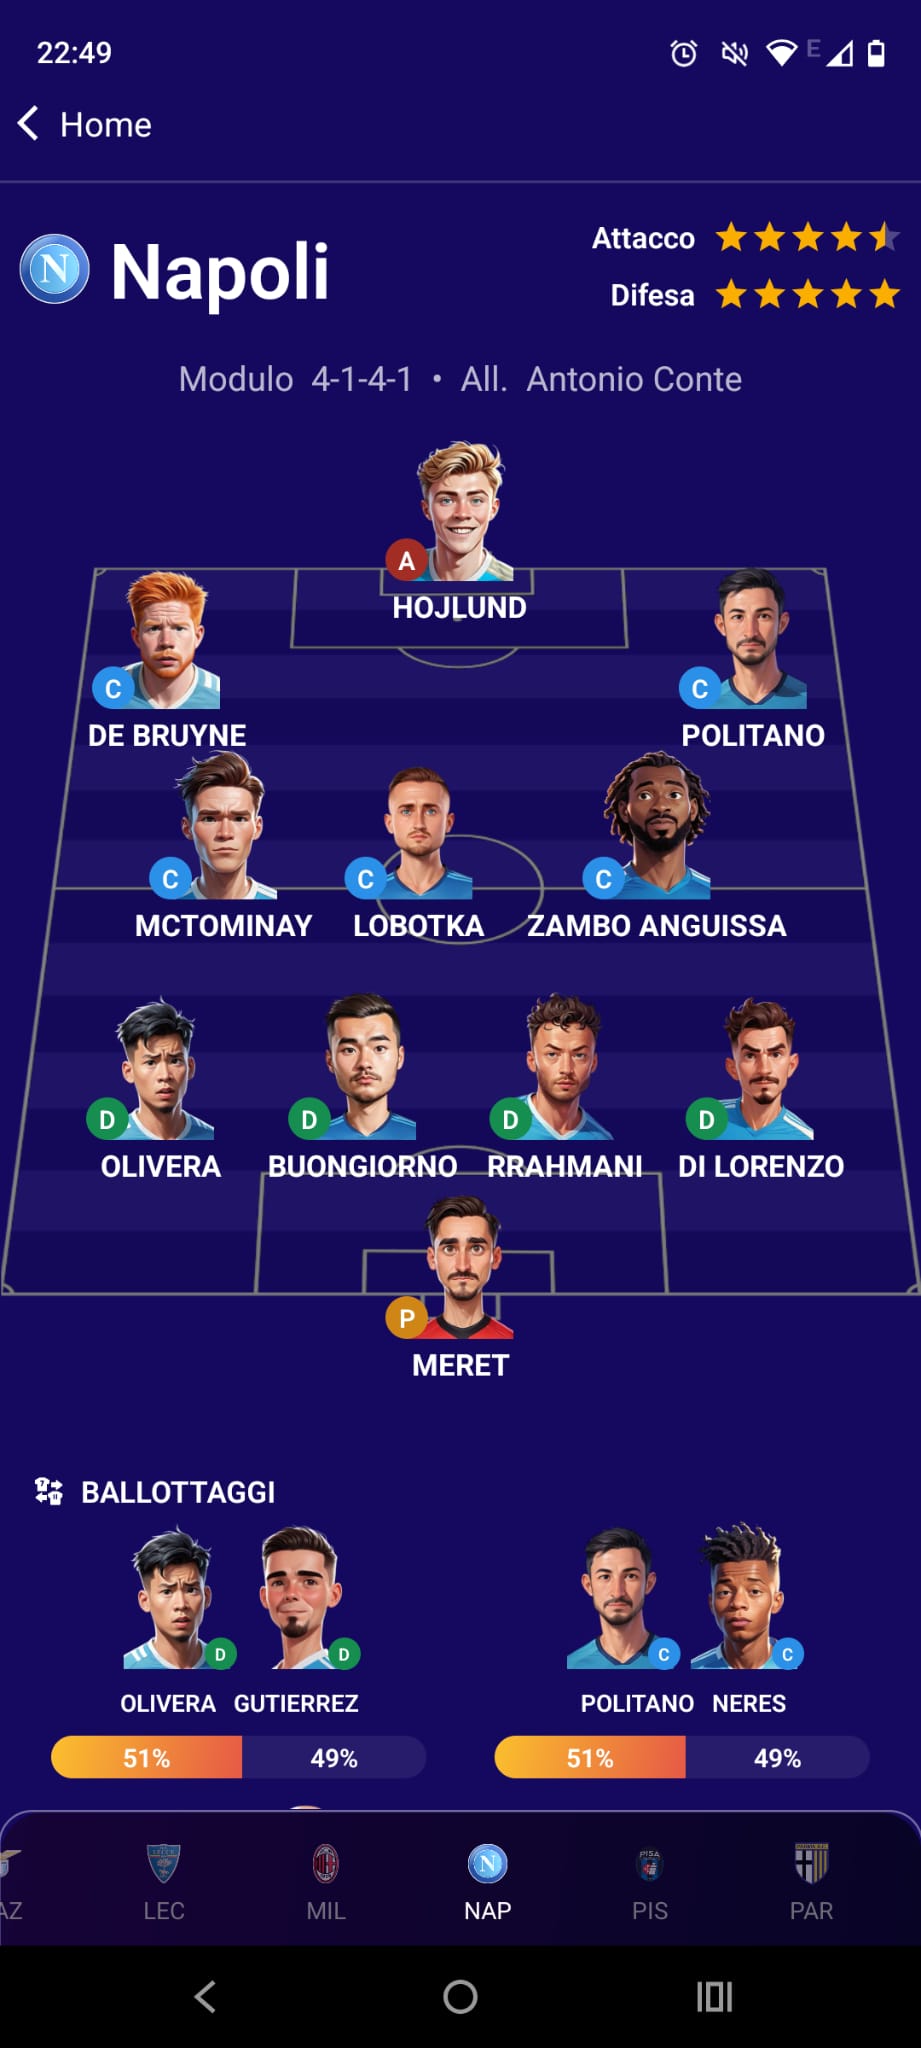 22:49
E
Home
N
Napoli
Attacco
Difesa
Modulo 4-1-4-1 • All. Antonio Conte
A
HOJLUND
C
C
DE BRUYNE
POLITANO
C
C
C
MCTOMINAY
LOBOTKA
ZAMBO ANGUISSA
D
D
D
D
OLIVERA
BUONGIORNO
RRAHMANI
DI LORENZO
P
MERET
BALLOTTAGGI
D
D
C
C
OLIVERA GUTIERREZ
POLITANO NERES
51% 49%
51% 49%
N
PISA
AZ
LEC
MIL
NAP
PIS
PAR